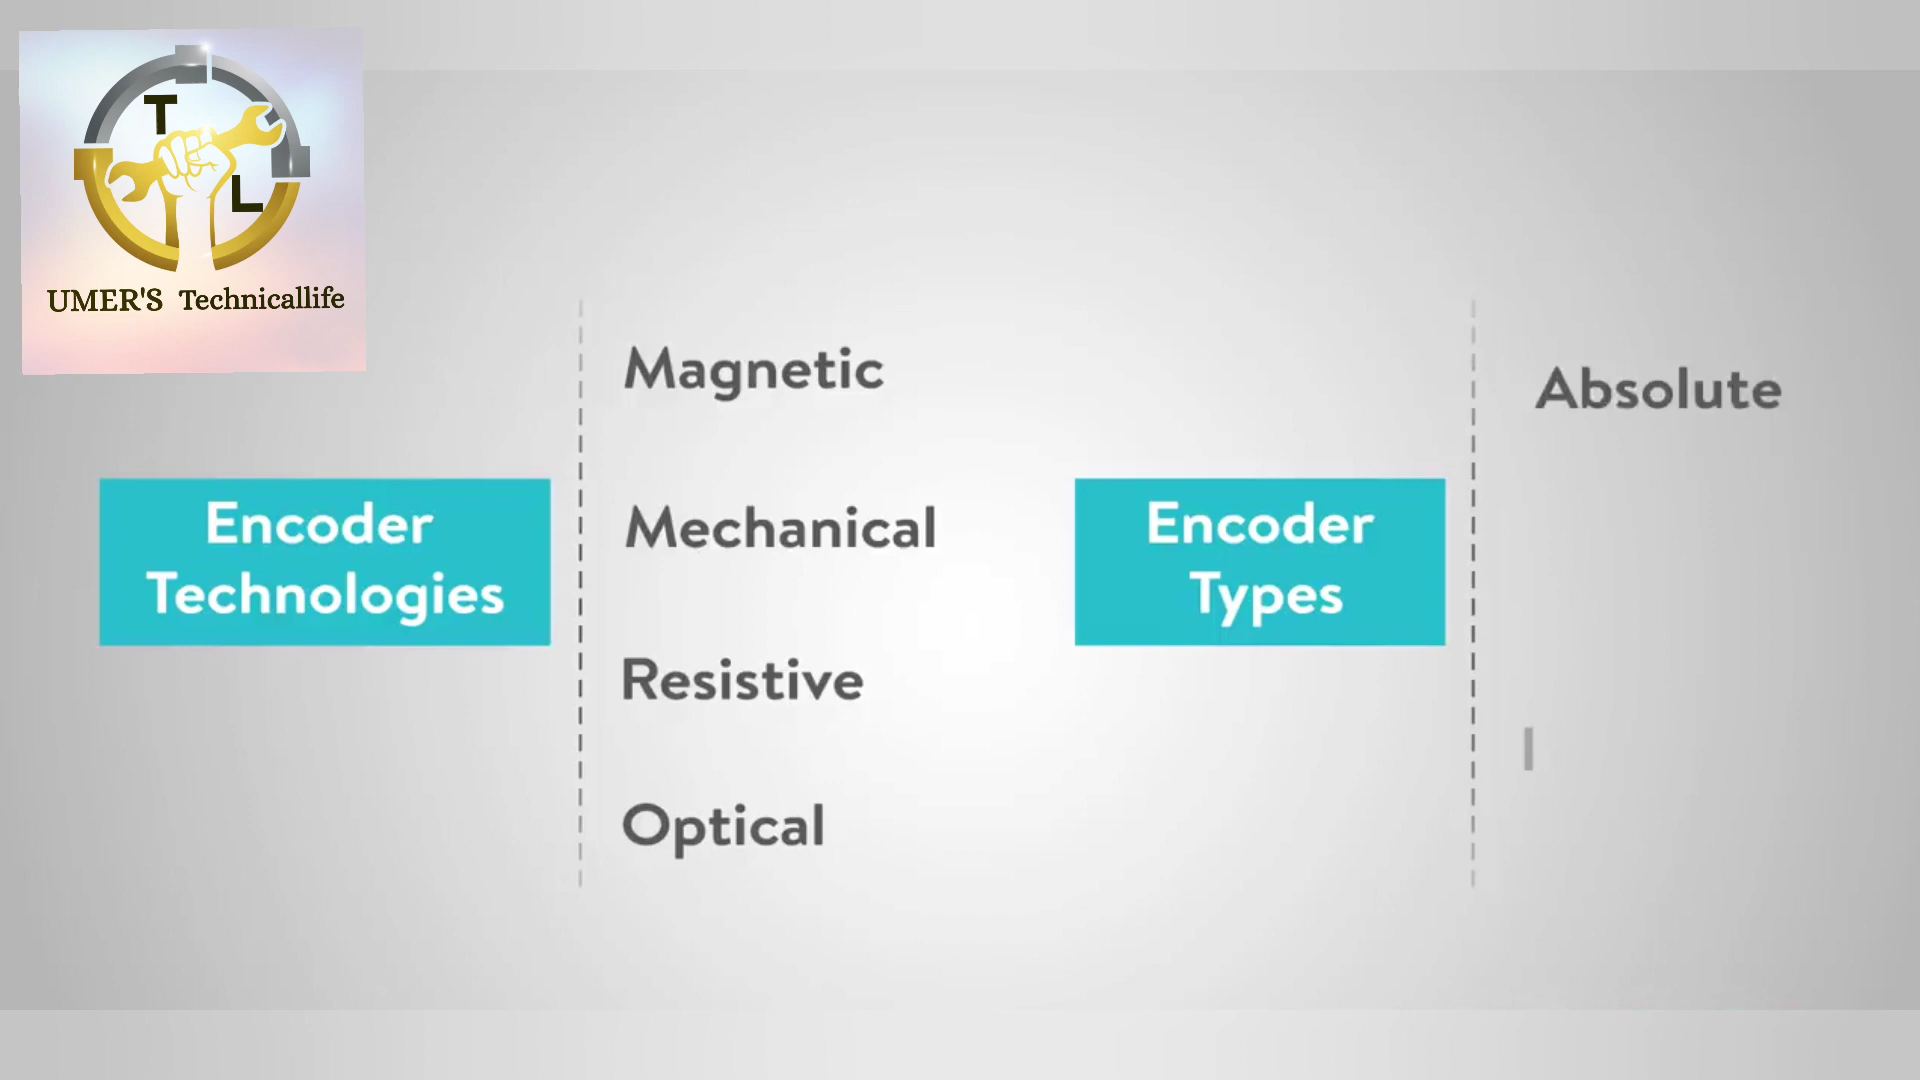 T
L
UMER'S Technicallife
Encoder
Technologies
Magnetic
Mechanical
Resistive
Optical
Encoder
Types
Absolute
I